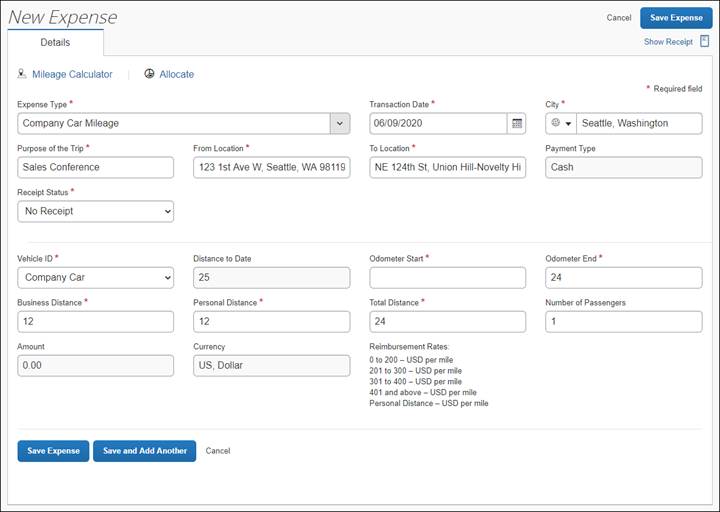 New Expense
Cancel Save Expense
Details
Show Receipt
Mileage Calculator Allocate
* Required field
Expense Type * Transaction Date * City *
Company Car Mileage 06/09/2020 Seattle, Washington
Purpose of the Trip * From Location * To Location * Payment Type
Sales Conference 123 1st Ave W, Seattle, WA 98119 NE 124th St, Union Hill-Novelty Hi Cash
Receipt Status *
No Receipt
Vehicle ID * Distance to Date Odometer Start * Odometer End *
Company Car 25 24
Business Distance * Personal Distance * Total Distance * Number of Passengers
12 12 24 1
Amount Currency Reimbursement Rates:
0.00 US, Dollar
0 to 200 – USD per mile
201 to 300 – USD per mile
301 to 400 – USD per mile
401 and above – USD per mile
Personal Distance – USD per mile
Save Expense Save and Add Another Cancel